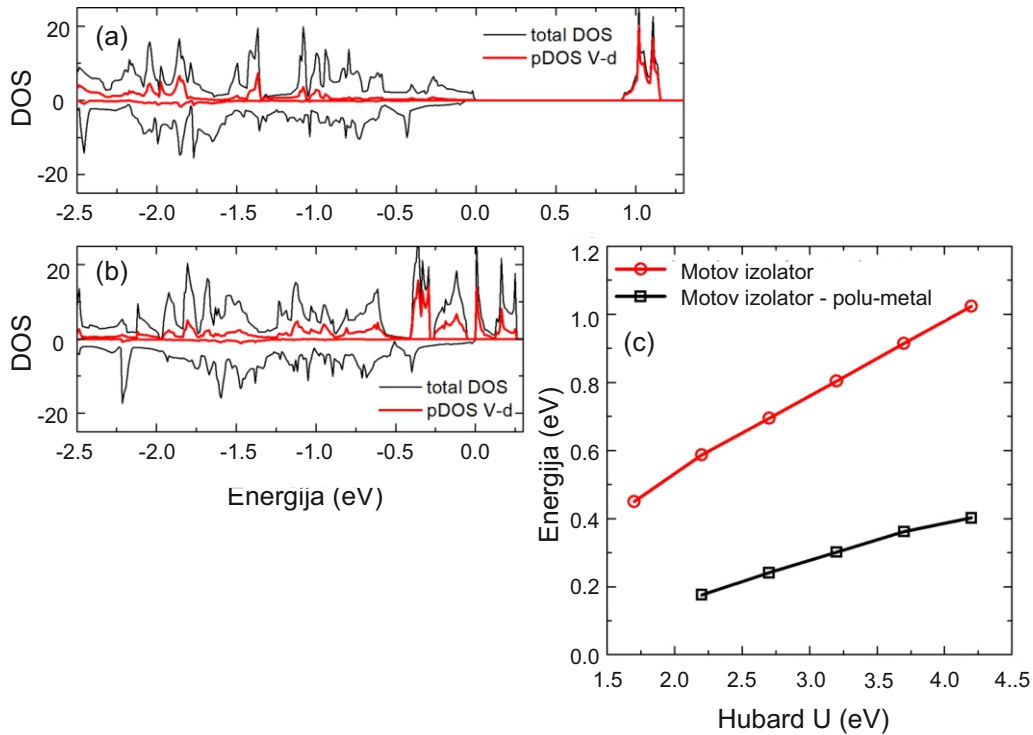 (a)
total DOS
pDOS V-d
DOS
20
0
-20
-2.5 -2.0 -1.5 -1.0 -0.5 0.0 0.5 1.0
(b)
total DOS
pDOS V-d
DOS
20
0
-20
-2.5 -2.0 -1.5 -1.0 -0.5 0.0
Energija (eV)
Motov izolator
Motov izolator - polu-metal
(c)
Energija (eV)
1.2
1.0
0.8
0.6
0.4
0.2
0.0
1.5 2.0 2.5 3.0 3.5 4.0 4.5
Hubard U (eV)